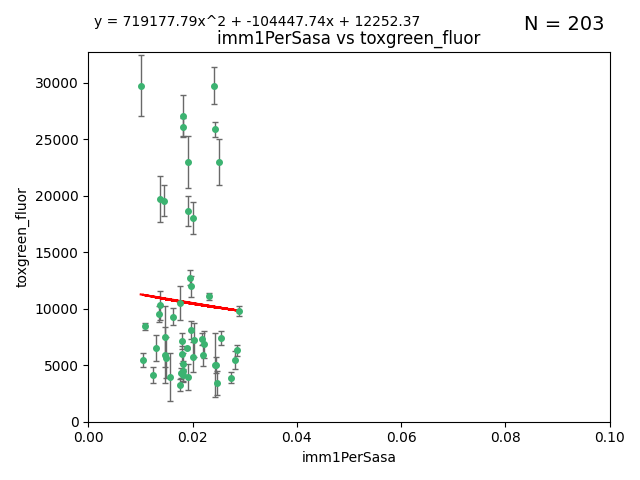 y = 719177.79x^2 + -104447.74x + 12252.37
N = 203
imm1PerSasa vs toxgreen_fluor
30000
25000
20000
15000
10000
5000
0
toxgreen_fluor
0.00 0.02 0.04 0.06 0.08 0.10
imm1PerSasa